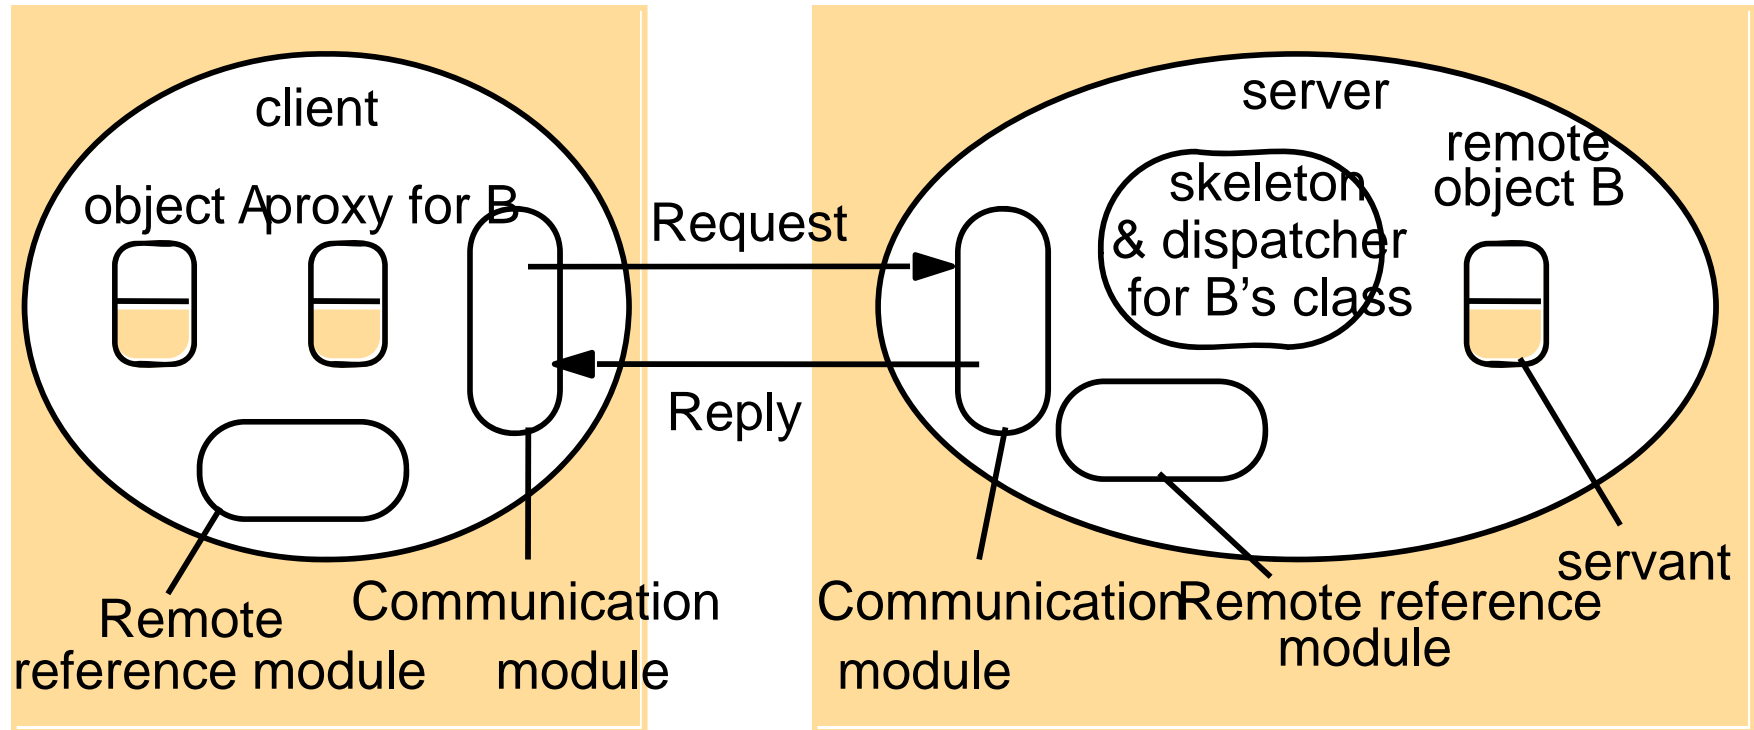 client
object A
proxy for B
Request
Reply
Remote
reference module
Communication
module
server
skeleton
& dispatcher
for B’s class
remote
object B
servant
Communication
module
Remote reference
module